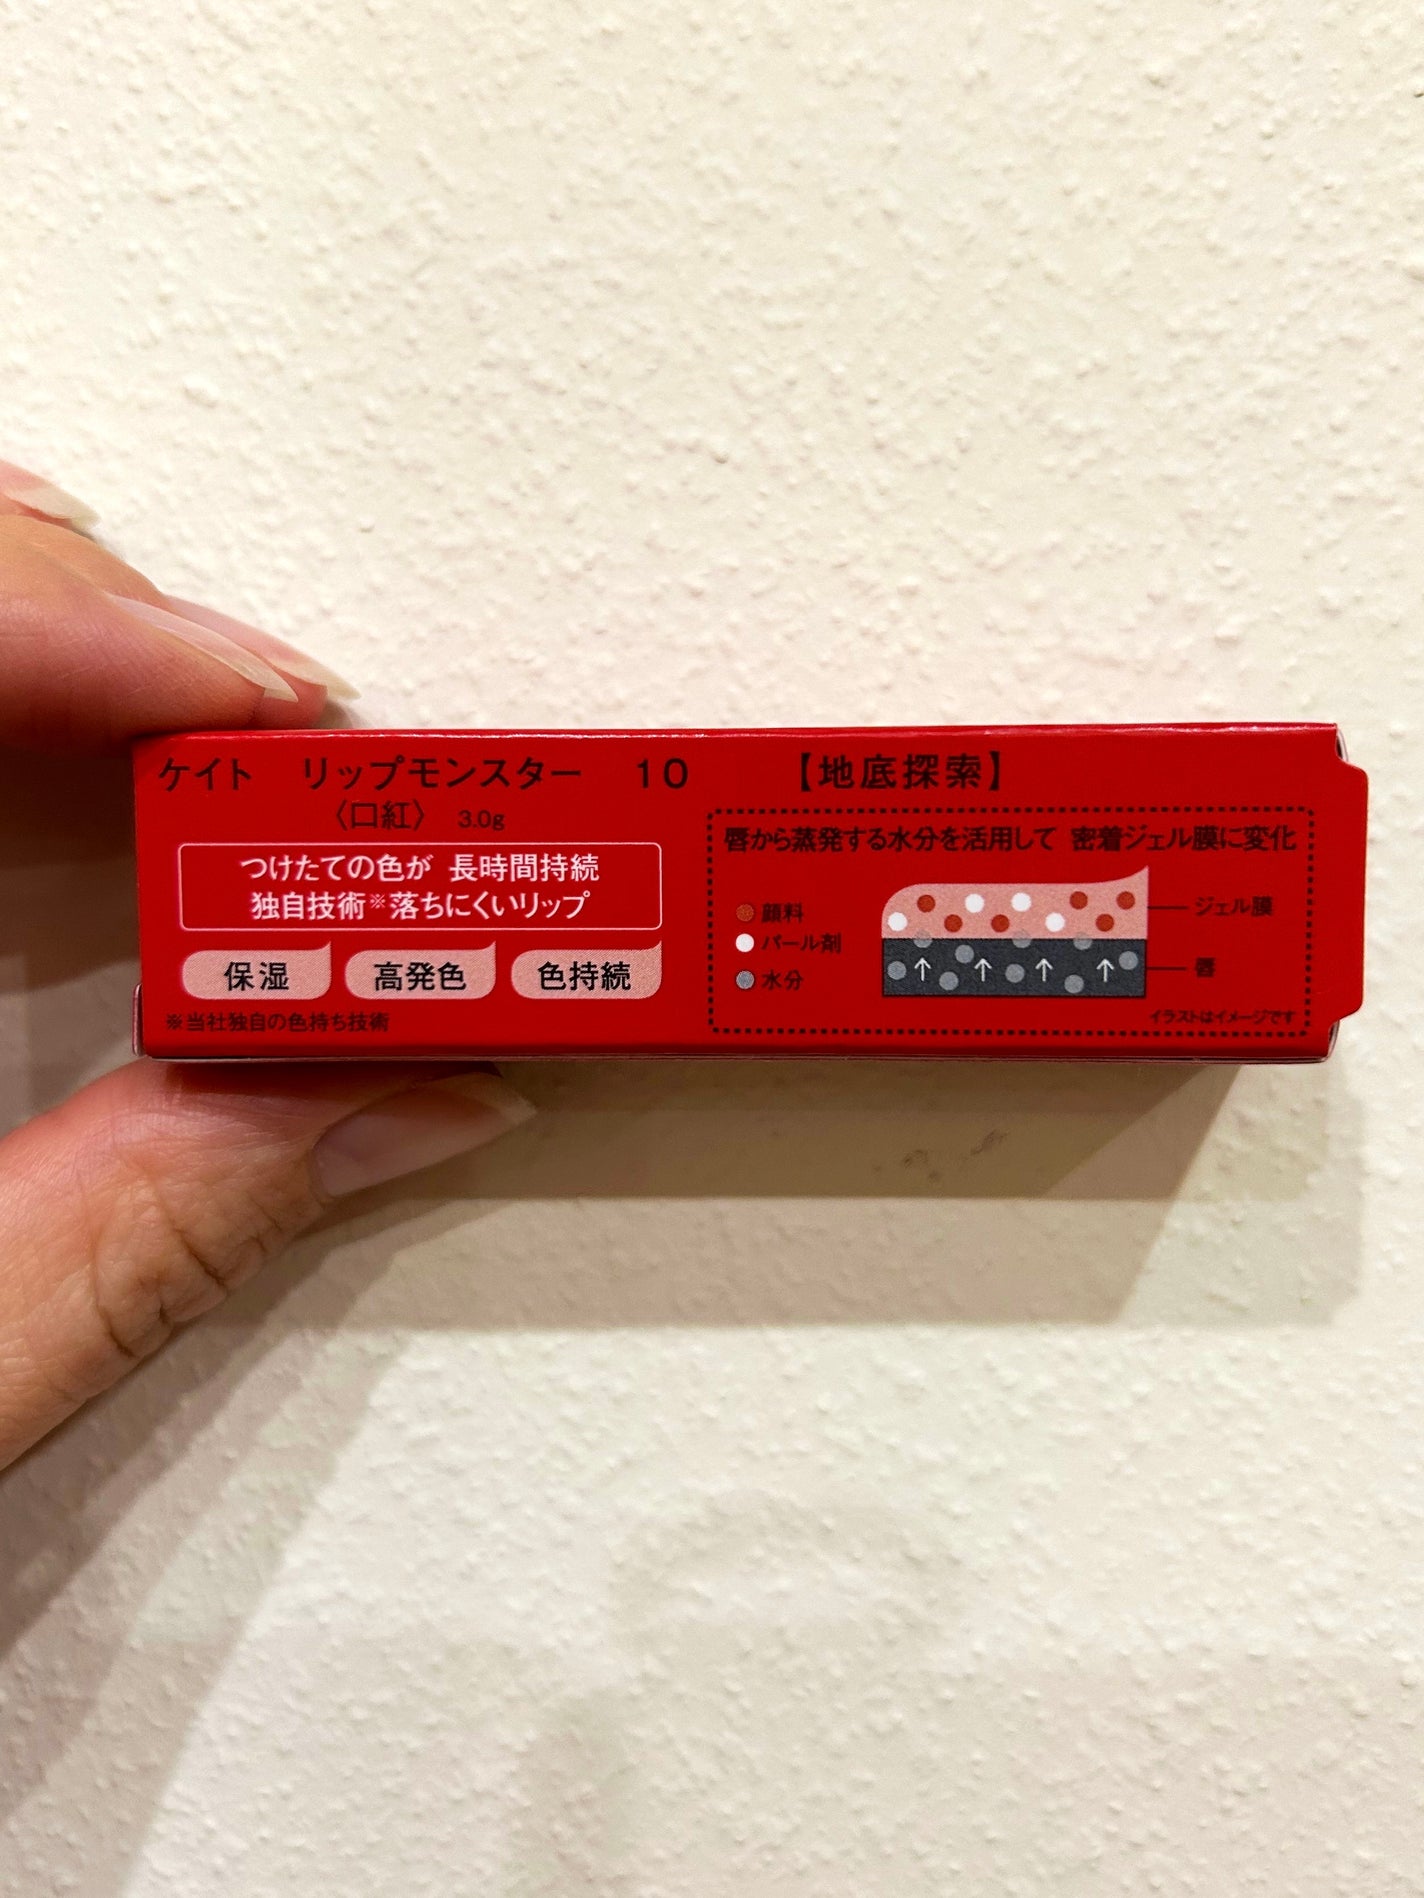 ケイト　リップモンスター　10　【地底探索】
〈口紅〉 3.0g
つけたての色が 長時間持続
独自技術※落ちにくいリップ
保湿 高発色 色持続
※当社独自の色持ち技術
唇から蒸発する水分を活用して 密着ジェル膜に変化
顔料
パール剤
水分
ジェル膜
唇
イラストはイメージです